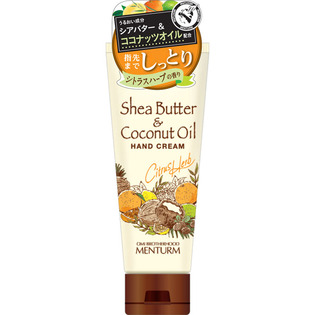 うるおい成分
シアバター &
ココナッツオイル配合
指先まで しっとり
シトラスハーブの香り
Shea Butter
&
Coconut Oil
HAND CREAM
Citrus Herb
OMI BROTHERHOOD
MENTURM